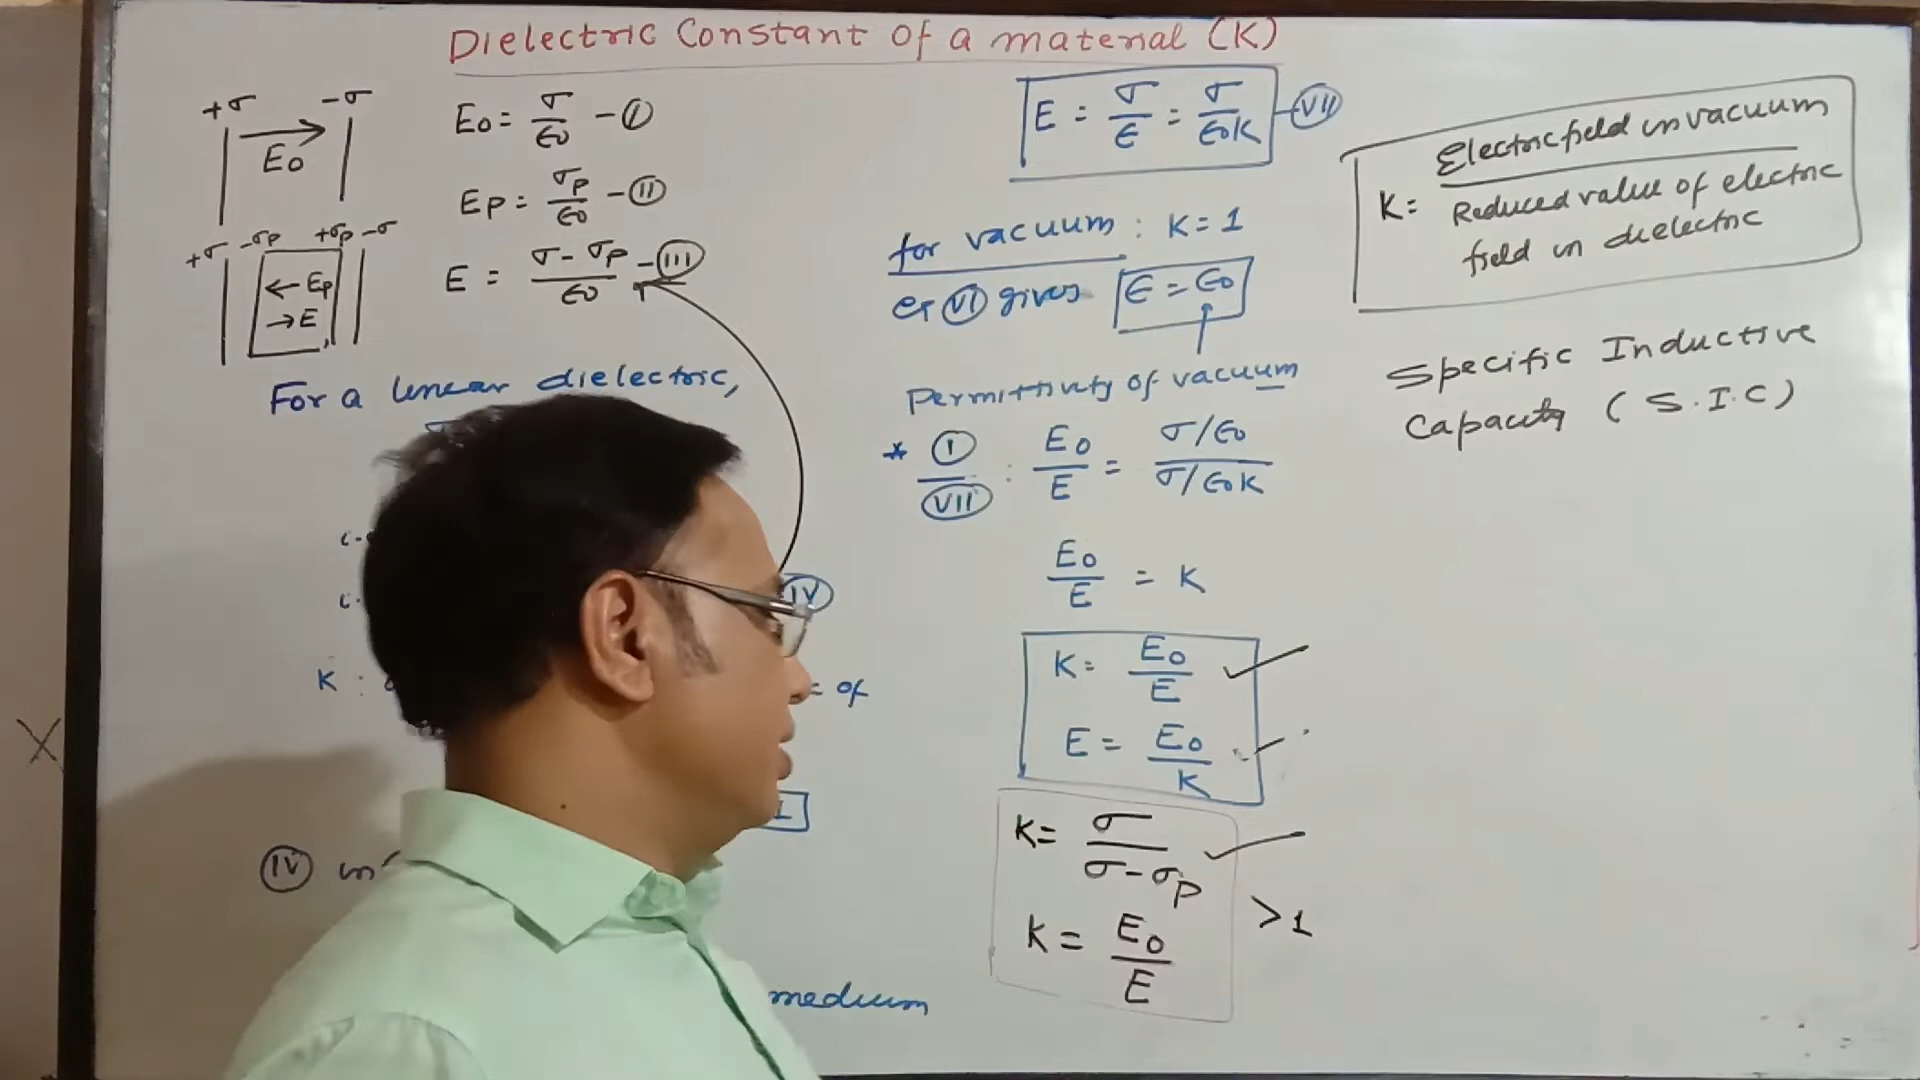 Dielectric Constant of a material (K)
+σ -σ
E₀
E₀ = σ/ε₀ - (I)
Ep = σp/ε₀ - (II)
+σ -σp +σp -σ
← Ep
→ E
E = (σ - σp)/ε₀ - (III)
For a linear dielectric,
(IV)
K :
= of
(IV) in
medium
E = σ/ε = σ/ε₀K - (VII)
for vacuum : K = 1
eq (VI) gives ε = ε₀
Permittivity of vacuum
* (I)/(VII) : E₀/E = (σ/ε₀)/(σ/ε₀K)
E₀/E = K
K = E₀/E
E = E₀/K
K = σ/(σ - σp)
K = E₀/E
>1
K = Electric field in vacuum
Reduced value of electric
field in dielectric
Specific Inductive
Capacity (S.I.C)